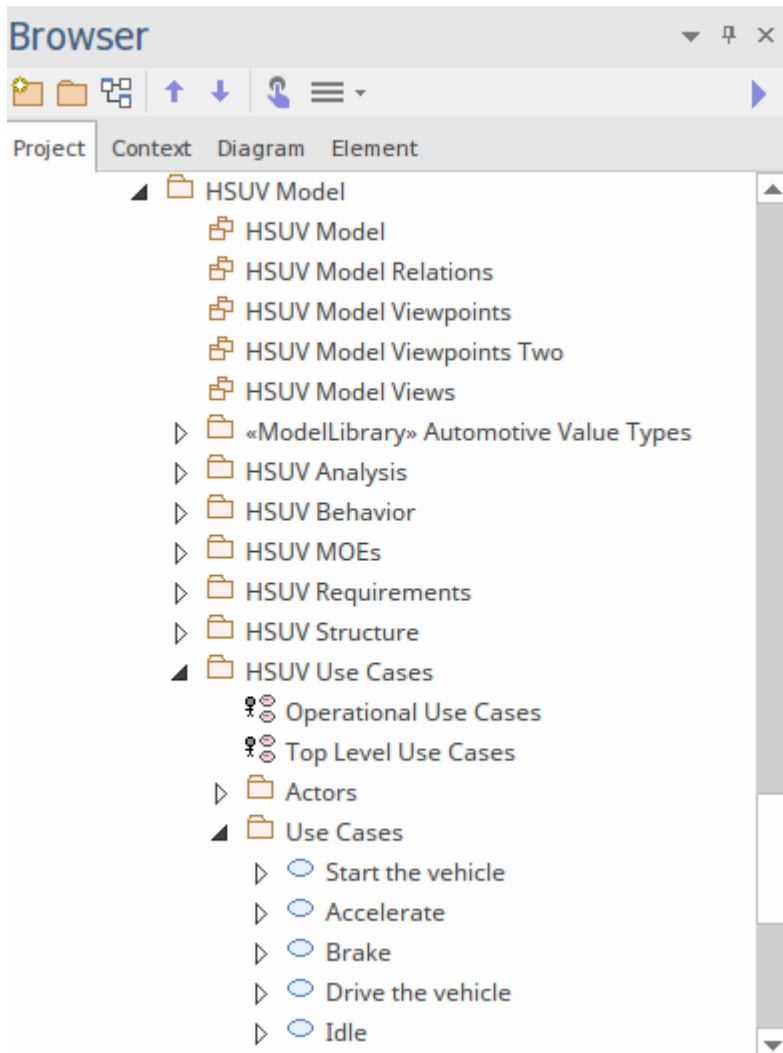 Browser
Project Context Diagram Element
HSUV Model
HSUV Model
HSUV Model Relations
HSUV Model Viewpoints
HSUV Model Viewpoints Two
HSUV Model Views
«ModelLibrary» Automotive Value Types
HSUV Analysis
HSUV Behavior
HSUV MOEs
HSUV Requirements
HSUV Structure
HSUV Use Cases
Operational Use Cases
Top Level Use Cases
Actors
Use Cases
Start the vehicle
Accelerate
Brake
Drive the vehicle
Idle